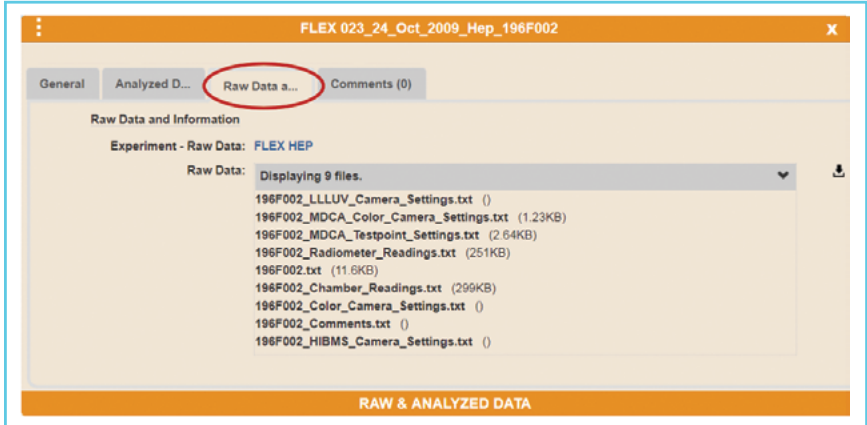 FLEX 023_24_Oct_2009_Hep_196F002 x
General Analyzed D... Raw Data a... Comments (0)
Raw Data and Information
Experiment - Raw Data: FLEX HEP
Raw Data: Displaying 9 files.
196F002_LLLUV_Camera_Settings.txt ()
196F002_MDCA_Color_Camera_Settings.txt (1.23KB)
196F002_MDCA_Testpoint_Settings.txt (2.64KB)
196F002_Radiometer_Readings.txt (251KB)
196F002.txt (11.6KB)
196F002_Chamber_Readings.txt (299KB)
196F002_Color_Camera_Settings.txt ()
196F002_Comments.txt ()
196F002_HIBMS_Camera_Settings.txt ()
RAW & ANALYZED DATA